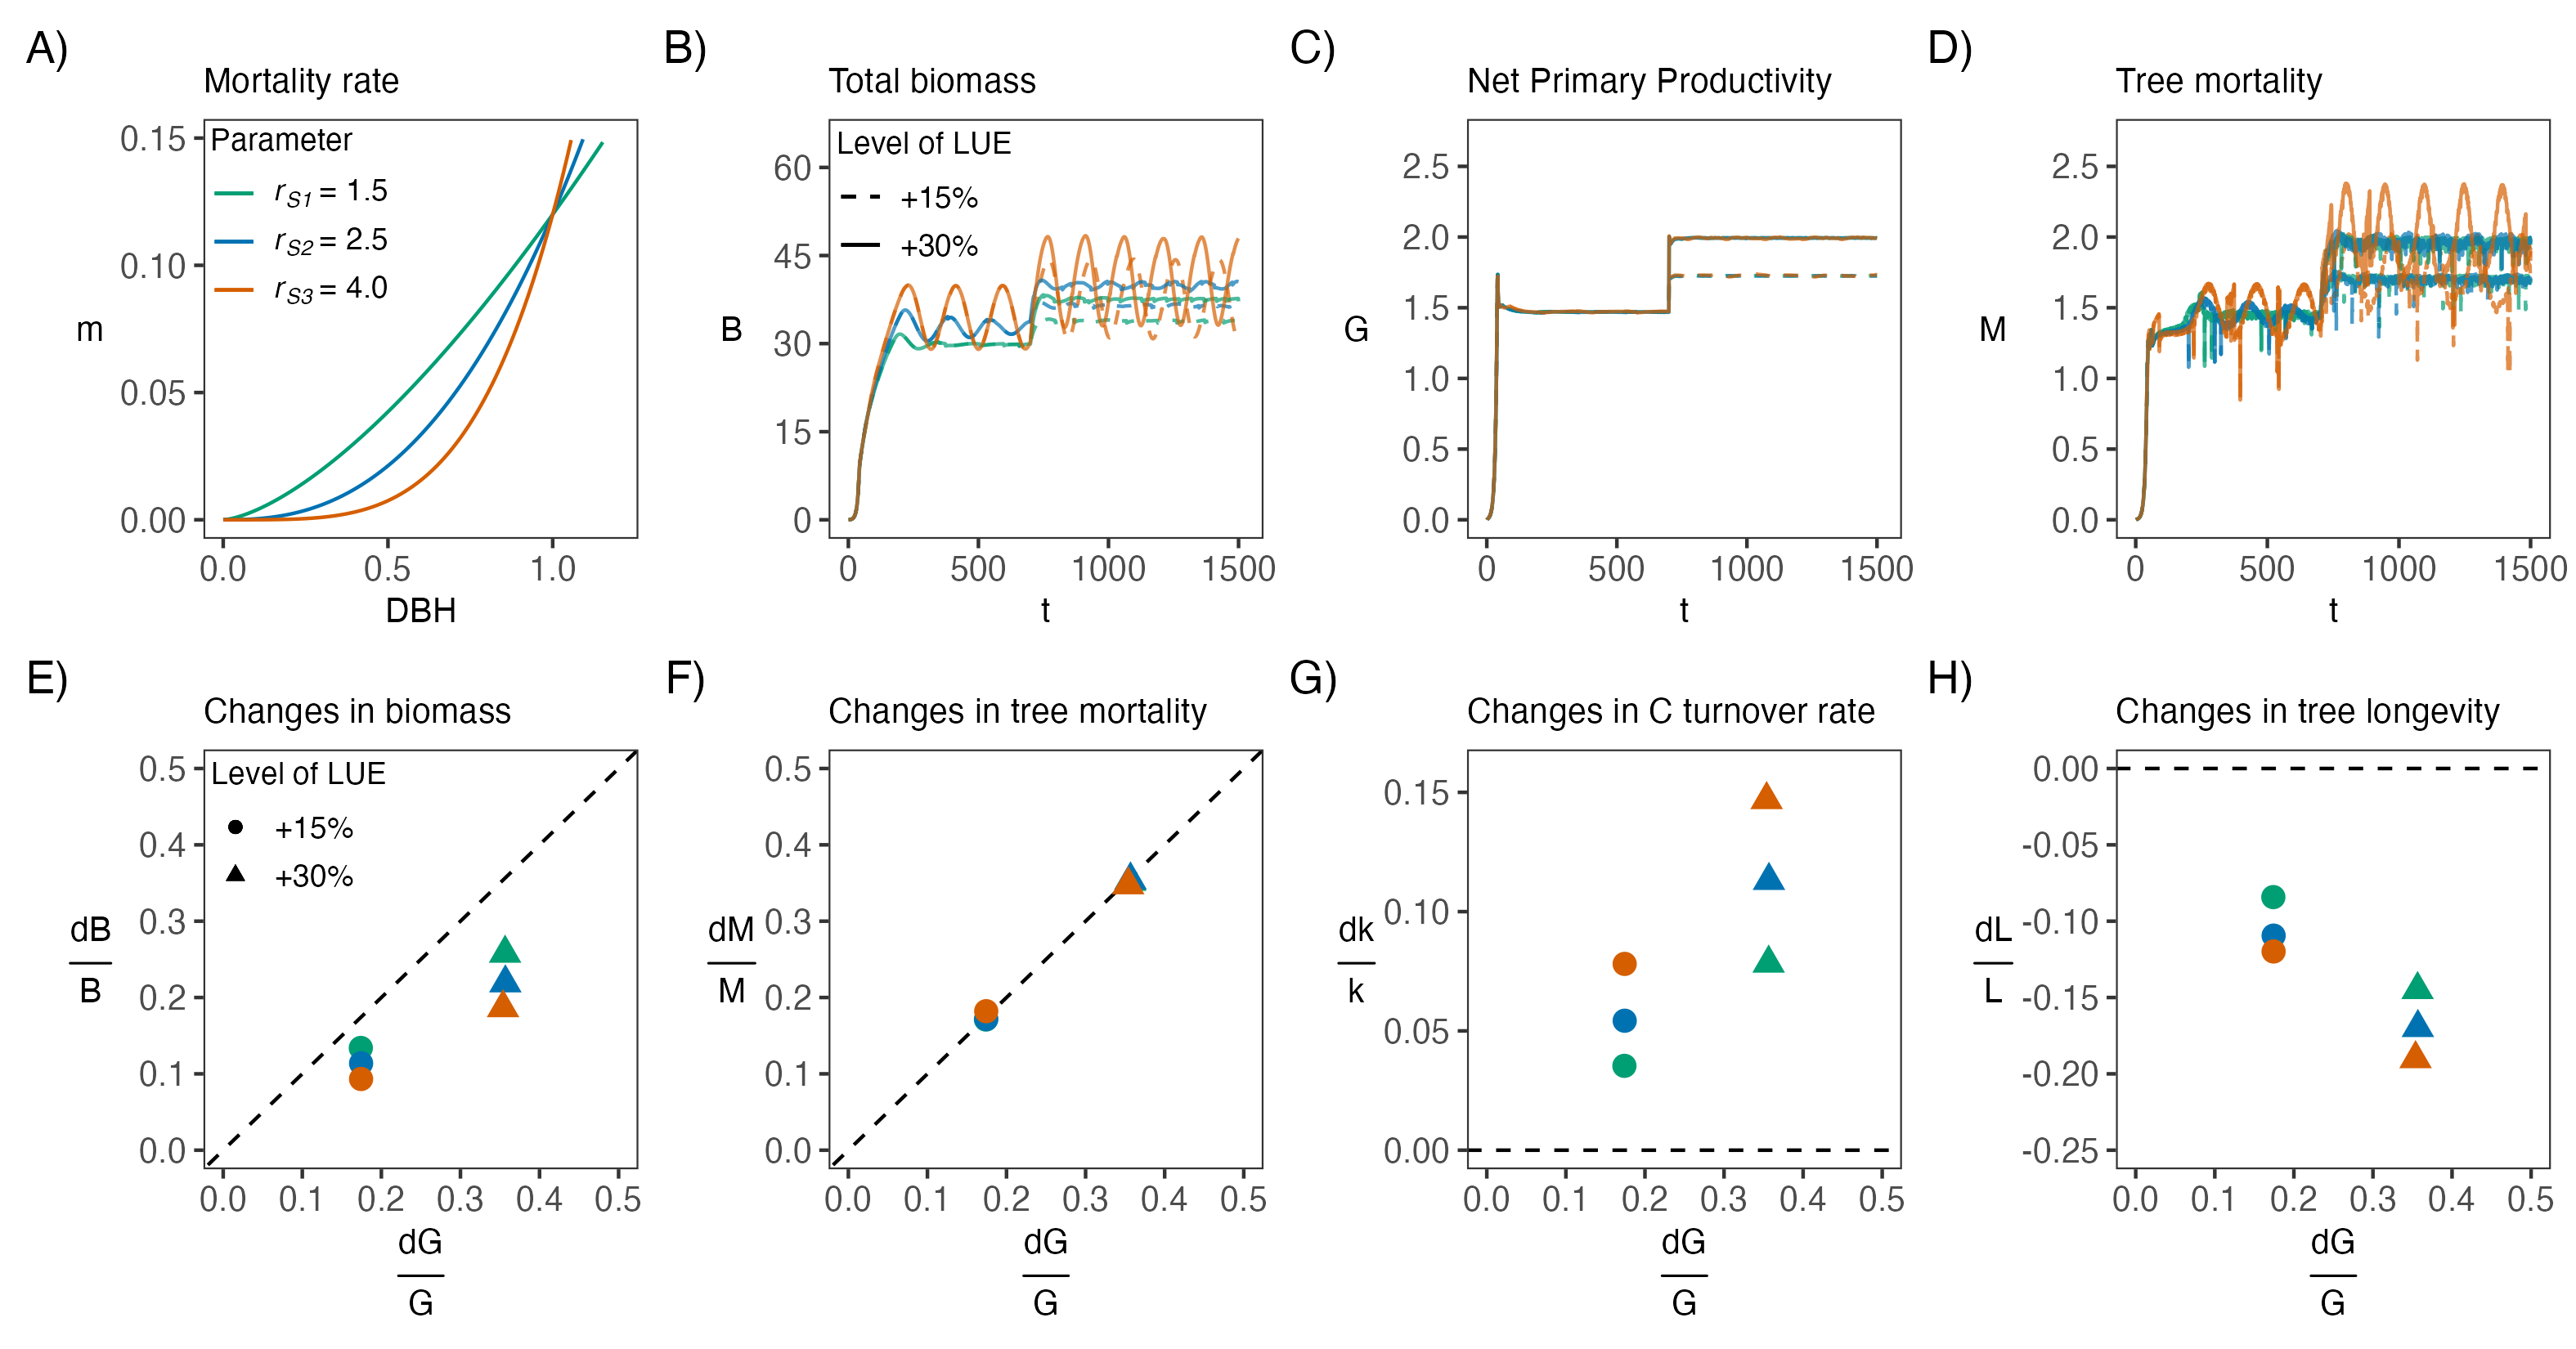 A)
Mortality rate
Parameter
rS1 = 1.5
rS2 = 2.5
rS3 = 4.0
0.15
0.10
0.05
0.00
m
0.0 0.5 1.0
DBH
B)
Total biomass
Level of LUE
+15%
+30%
60
45
30
15
0
B
0 500 1000 1500
t
C)
Net Primary Productivity
2.5
2.0
1.5
1.0
0.5
0.0
G
0 500 1000 1500
t
D)
Tree mortality
2.5
2.0
1.5
1.0
0.5
0.0
M
0 500 1000 1500
t
E)
Changes in biomass
Level of LUE
+15%
+30%
0.5
0.4
0.3
0.2
0.1
0.0
dB
B
0.0 0.1 0.2 0.3 0.4 0.5
dG
G
F)
Changes in tree mortality
0.5
0.4
0.3
0.2
0.1
0.0
dM
M
0.0 0.1 0.2 0.3 0.4 0.5
dG
G
G)
Changes in C turnover rate
0.15
0.10
0.05
0.00
dk
k
0.0 0.1 0.2 0.3 0.4 0.5
dG
G
H)
Changes in tree longevity
0.00
-0.05
-0.10
-0.15
-0.20
-0.25
dL
L
0.0 0.1 0.2 0.3 0.4 0.5
dG
G